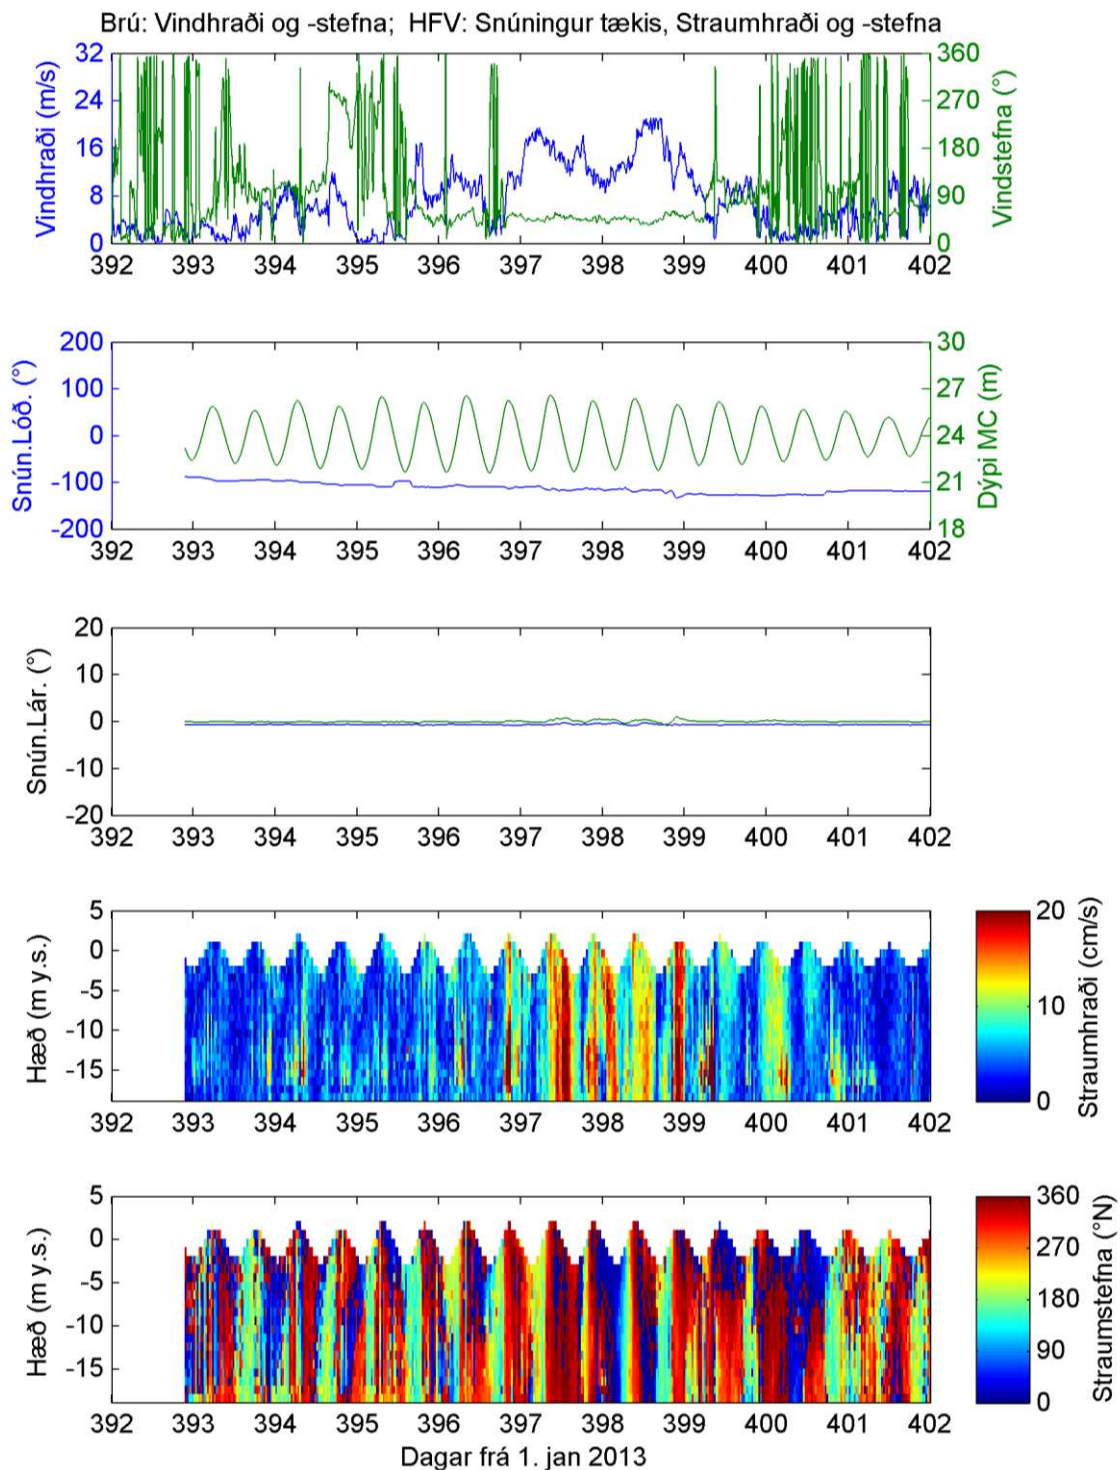 Brú: Vindhraði og -stefna;  HFV: Snúningur tækis, Straumhraði og -stefna
Vindhraði (m/s)
32
24
16
8
0
360
270
180
90
0
Vindstefna (°)
392 393 394 395 396 397 398 399 400 401 402
Snún.Lóð. (°)
200
100
0
-100
-200
30
27
24
21
18
Dýpi MC (m)
392 393 394 395 396 397 398 399 400 401 402
Snún.Lár. (°)
20
10
0
-10
-20
392 393 394 395 396 397 398 399 400 401 402
Hæð (m y.s.)
5
0
-5
-10
-15
392 393 394 395 396 397 398 399 400 401 402
20
10
0
Straumhraði (cm/s)
Hæð (m y.s.)
5
0
-5
-10
-15
392 393 394 395 396 397 398 399 400 401 402
360
270
180
90
0
Straumstefna (°N)
Dagar frá 1. jan 2013